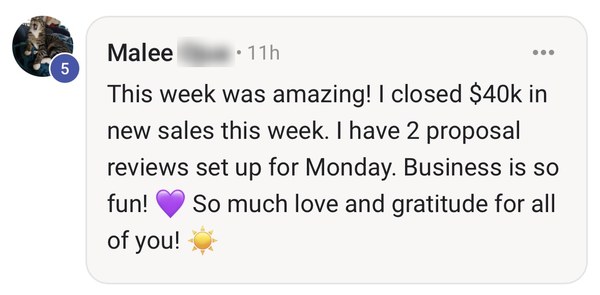 5
Malee • 11h
This week was amazing! I closed $40k in
new sales this week. I have 2 proposal
reviews set up for Monday. Business is so
fun! 💜 So much love and gratitude for all
of you! ☀️